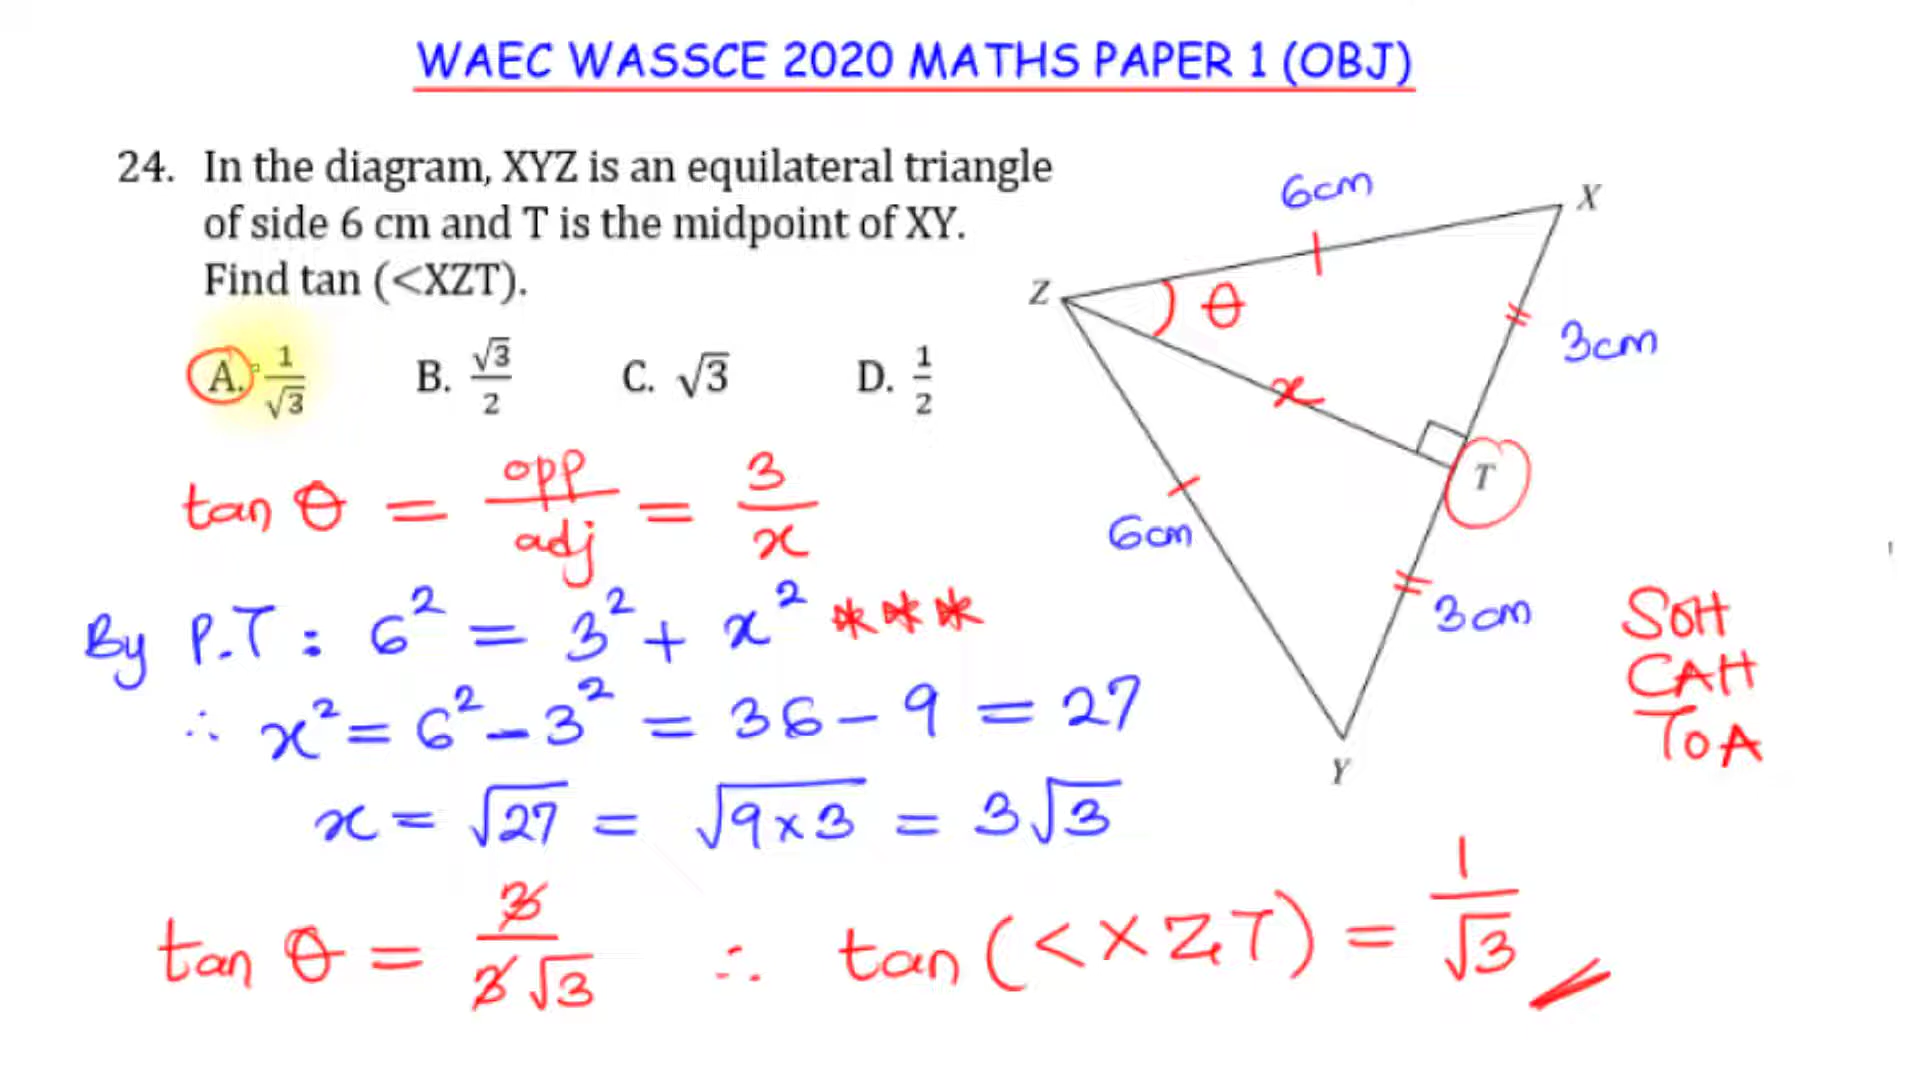 WAEC WASSCE 2020 MATHS PAPER 1 (OBJ)
24. In the diagram, XYZ is an equilateral triangle
of side 6 cm and T is the midpoint of XY.
Find tan (<XZT).
A. 1/√3 B. √3/2 C. √3 D. 1/2
tan θ = opp/adj = 3/x
By P.T : 6² = 3² + x² ***
∴ x² = 6² - 3² = 36 - 9 = 27
x = √27 = √9×3 = 3√3
tan θ = 3/3√3 ∴ tan (<XZT) = 1/√3
6cm
X
Z
θ
3cm
x
T
6cm
3cm
Y
SOH
CAH
TOA